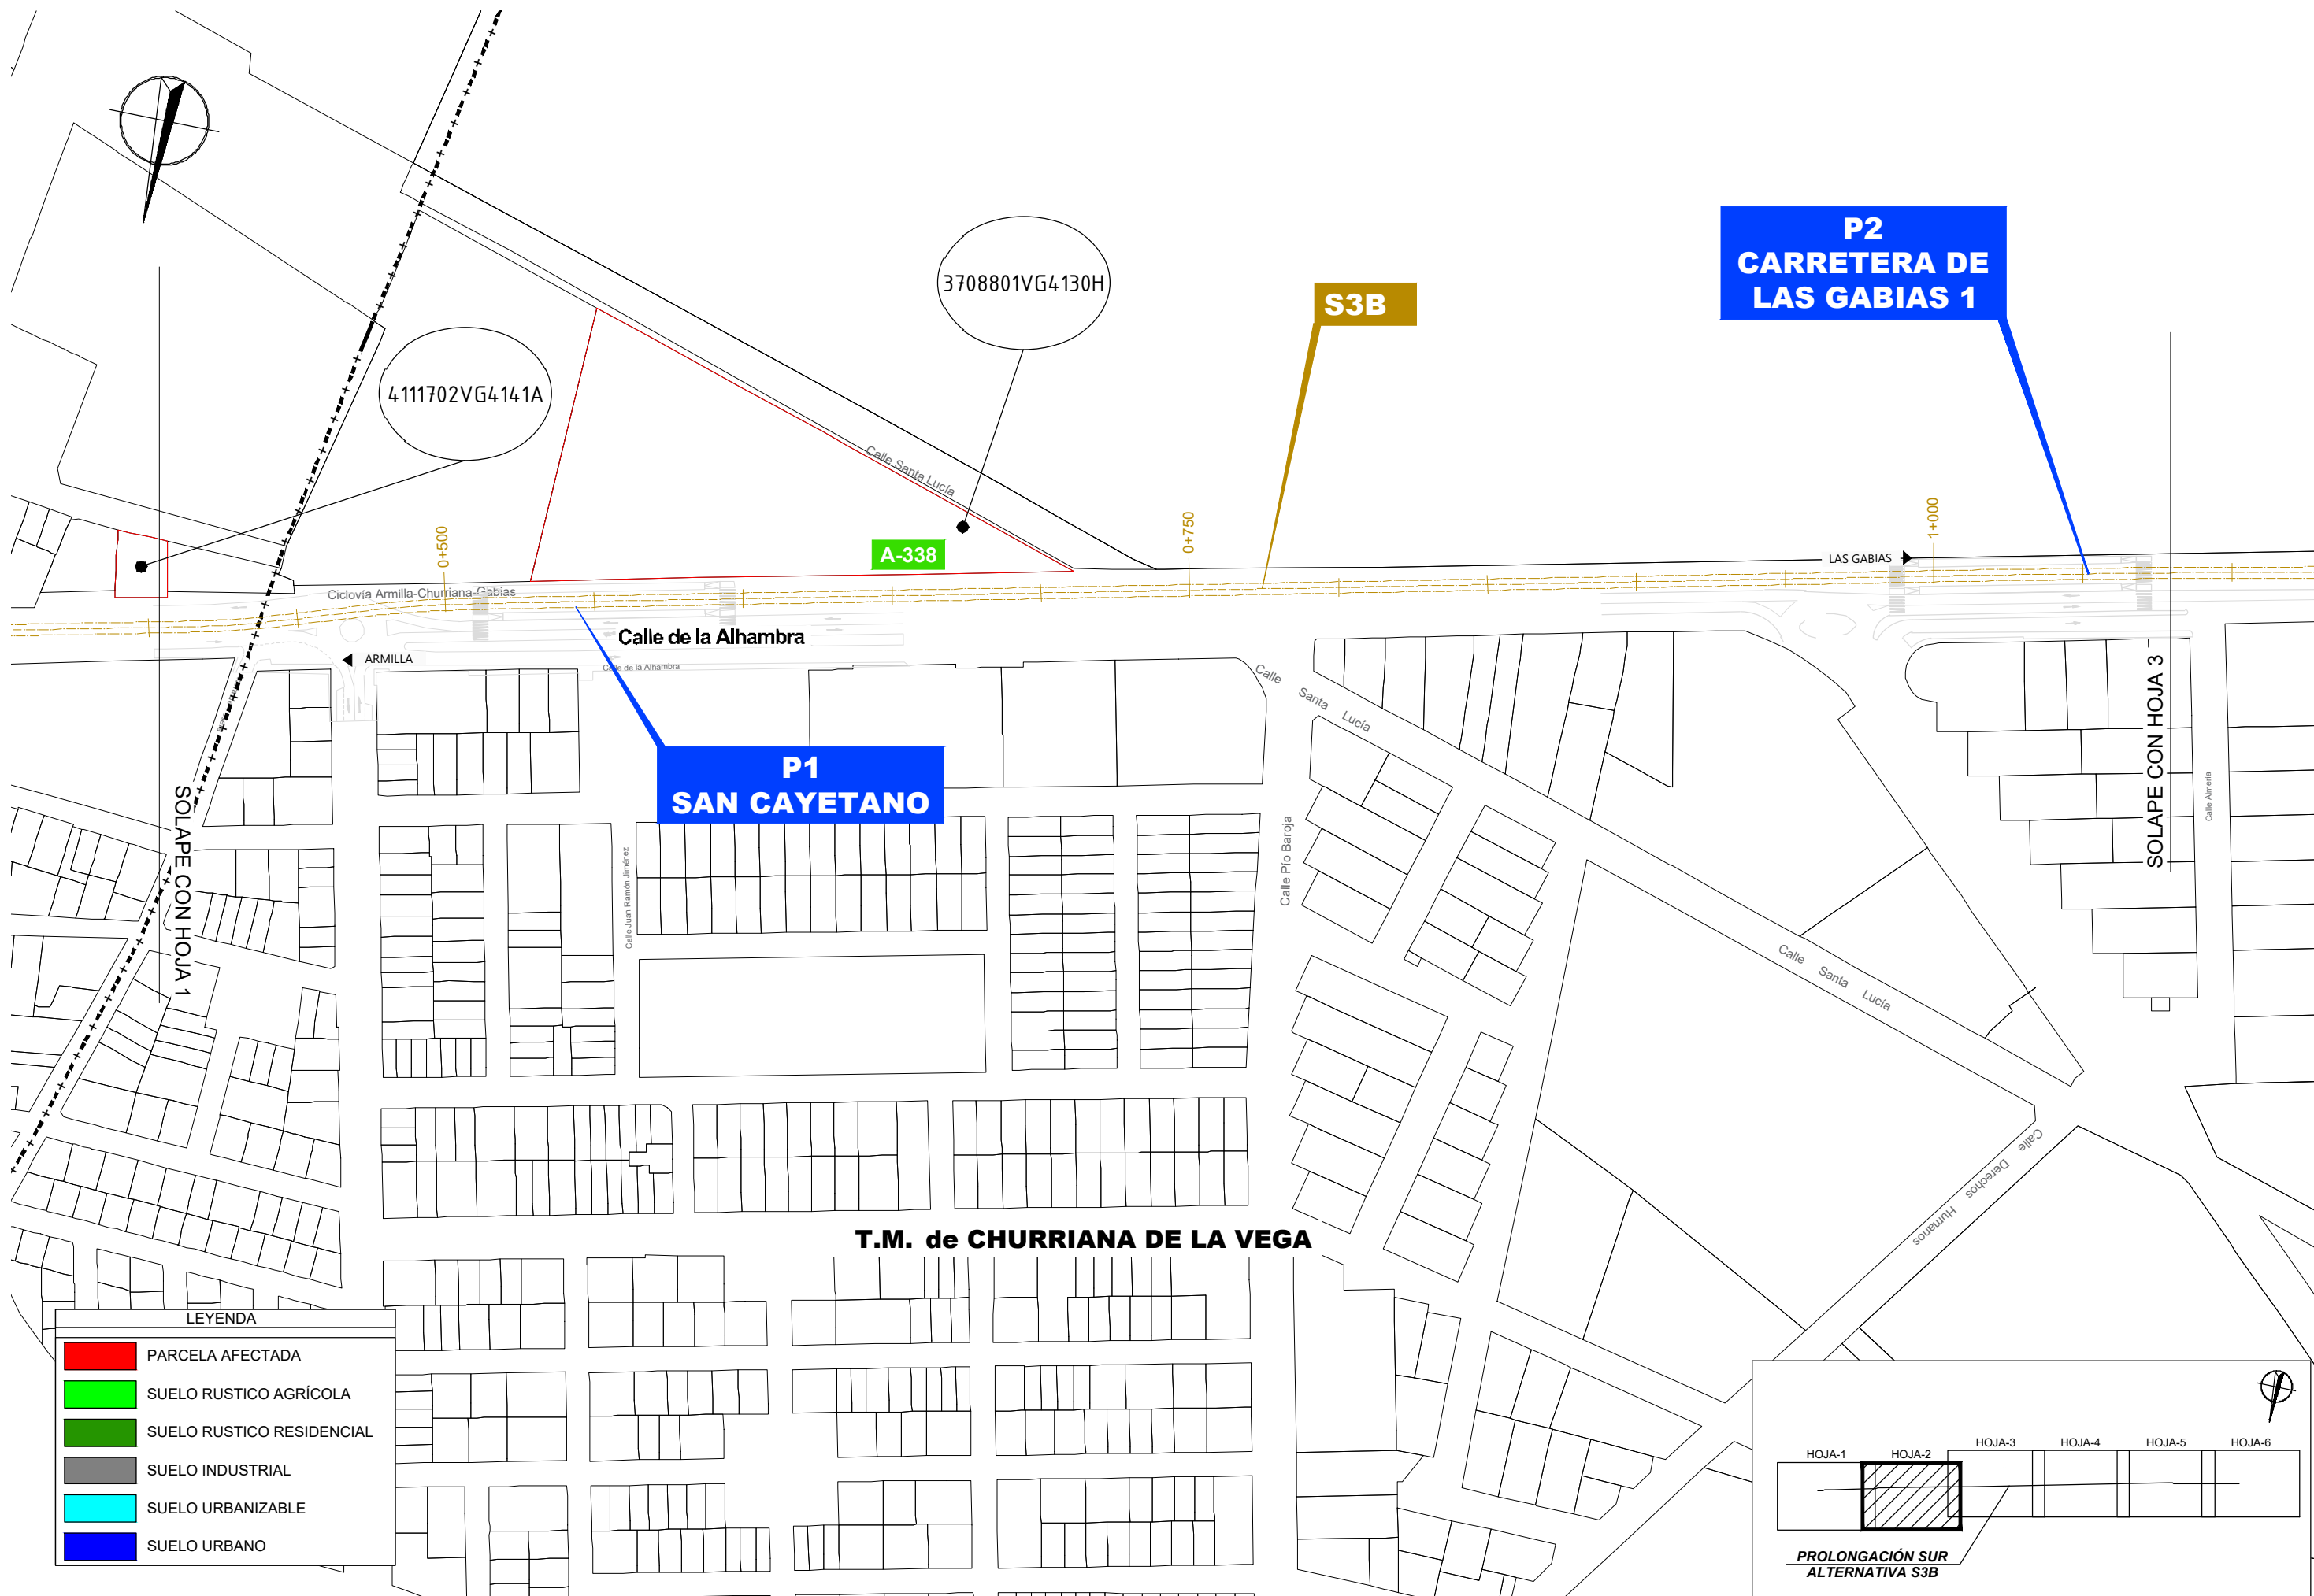 P2
CARRETERA DE
LAS GABIAS 1
3708801VG4130H
S3B
4111702VG4141A
Calle Santa Lucía
0+500
0+750
1+000
A-338
LAS GABIAS
Ciclovía Armilla-Churriana-Gabias
Calle de la Alhambra
ARMILLA
Calle de la Alhambra
Calle Santa Lucía
P1
SAN CAYETANO
SOLAPE CON HOJA 1
SOLAPE CON HOJA 3
Calle Almería
Calle Juan Ramón Jiménez
Calle Pío Baroja
Calle Santa Lucía
Calle Derechos Humanos
T.M. de CHURRIANA DE LA VEGA
LEYENDA
PARCELA AFECTADA
SUELO RUSTICO AGRÍCOLA
SUELO RUSTICO RESIDENCIAL
SUELO INDUSTRIAL
SUELO URBANIZABLE
SUELO URBANO
HOJA-1
HOJA-2
HOJA-3
HOJA-4
HOJA-5
HOJA-6
PROLONGACIÓN SUR
ALTERNATIVA S3B